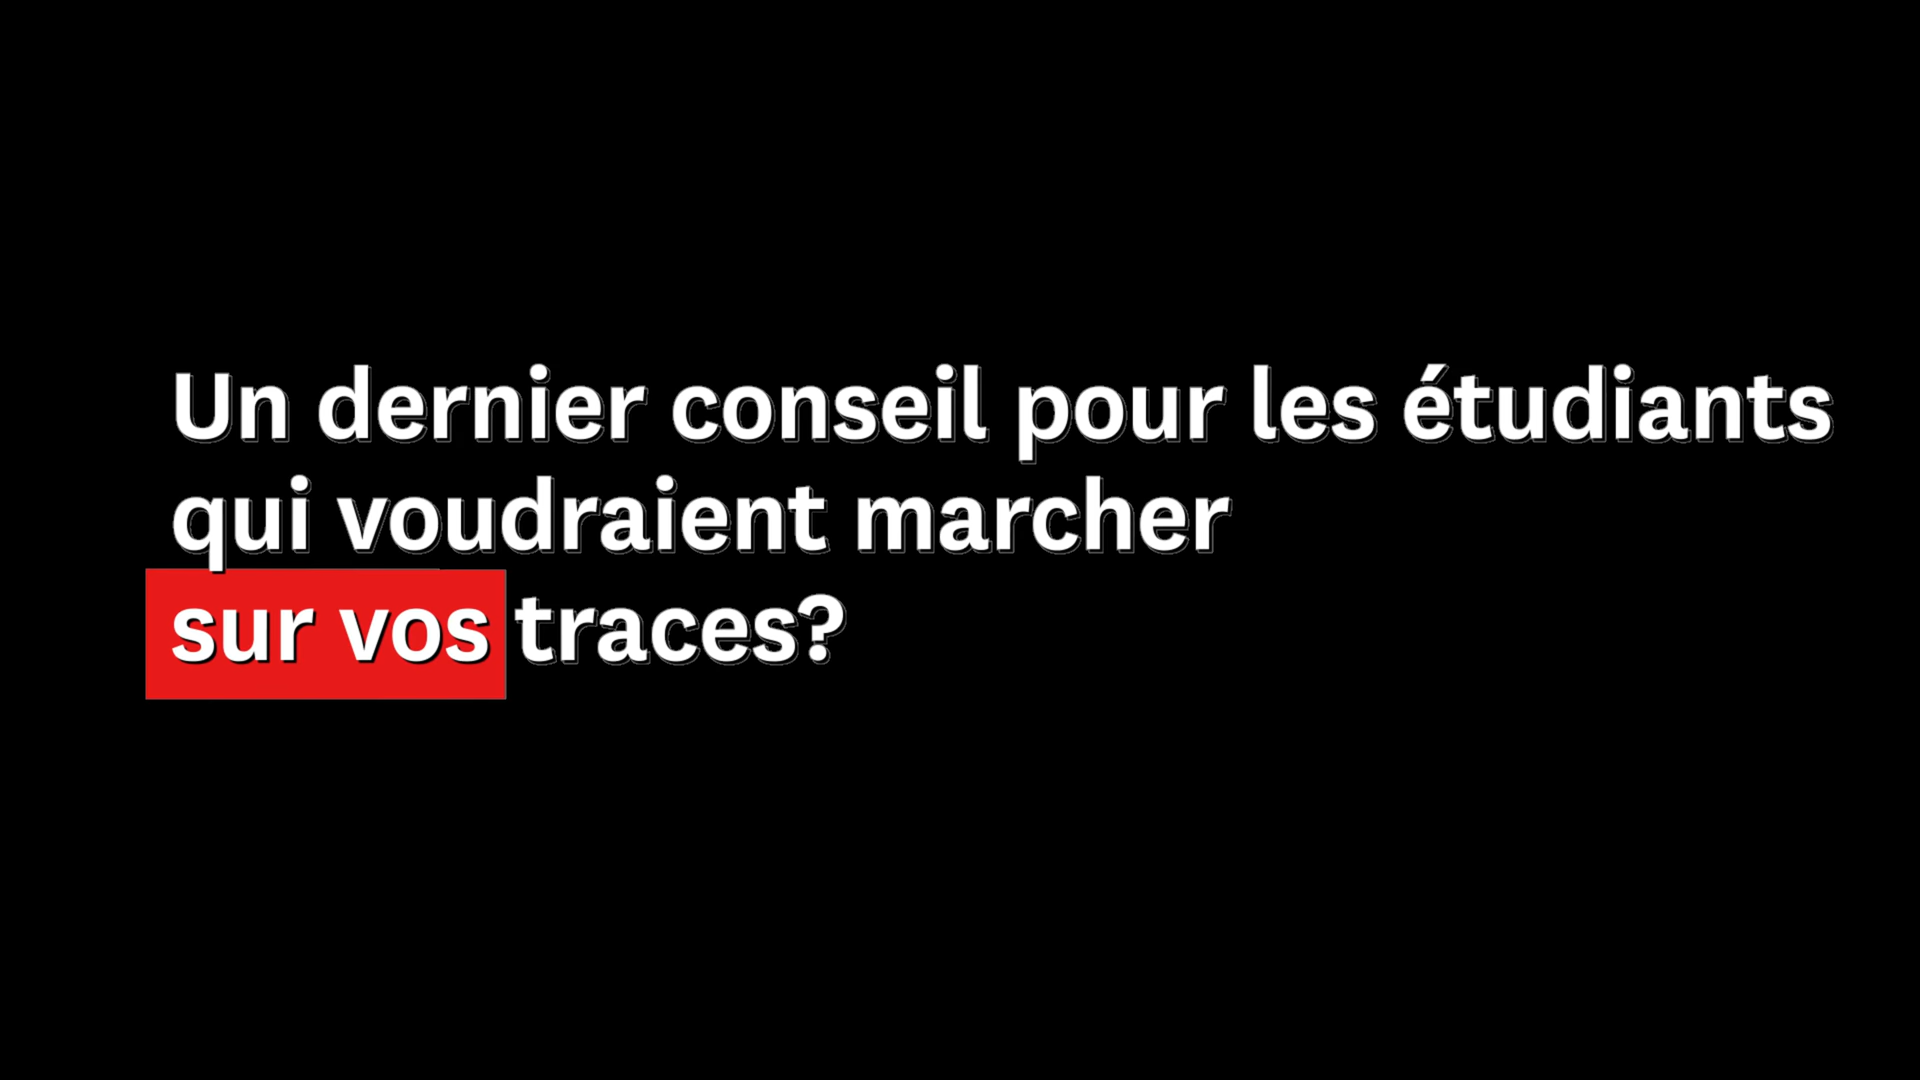 Un dernier conseil pour les étudiants
qui voudraient marcher
sur vos traces?